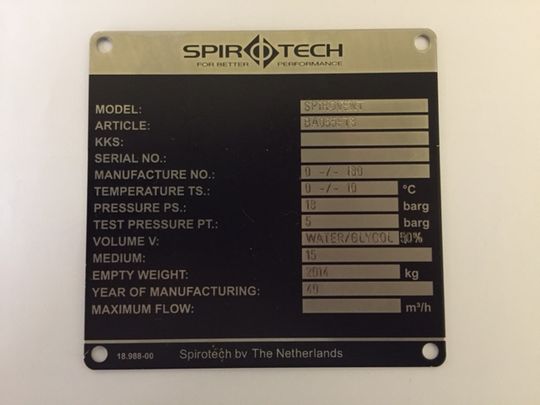 SPIROTECH
FOR BETTER PERFORMANCE
MODEL: SPIROVENT
ARTICLE:
KKS:
SERIAL NO.:
MANUFACTURE NO.: 0 -/- 180
TEMPERATURE TS.: 0 -/- 10 °C
PRESSURE PS.: 18 barg
TEST PRESSURE PT.: 5 barg
VOLUME V: WATER/GLYCOL 50%
MEDIUM: 15
EMPTY WEIGHT: 2014 kg
YEAR OF MANUFACTURING: 40
MAXIMUM FLOW: m³/h
18.988-00 Spirotech bv The Netherlands